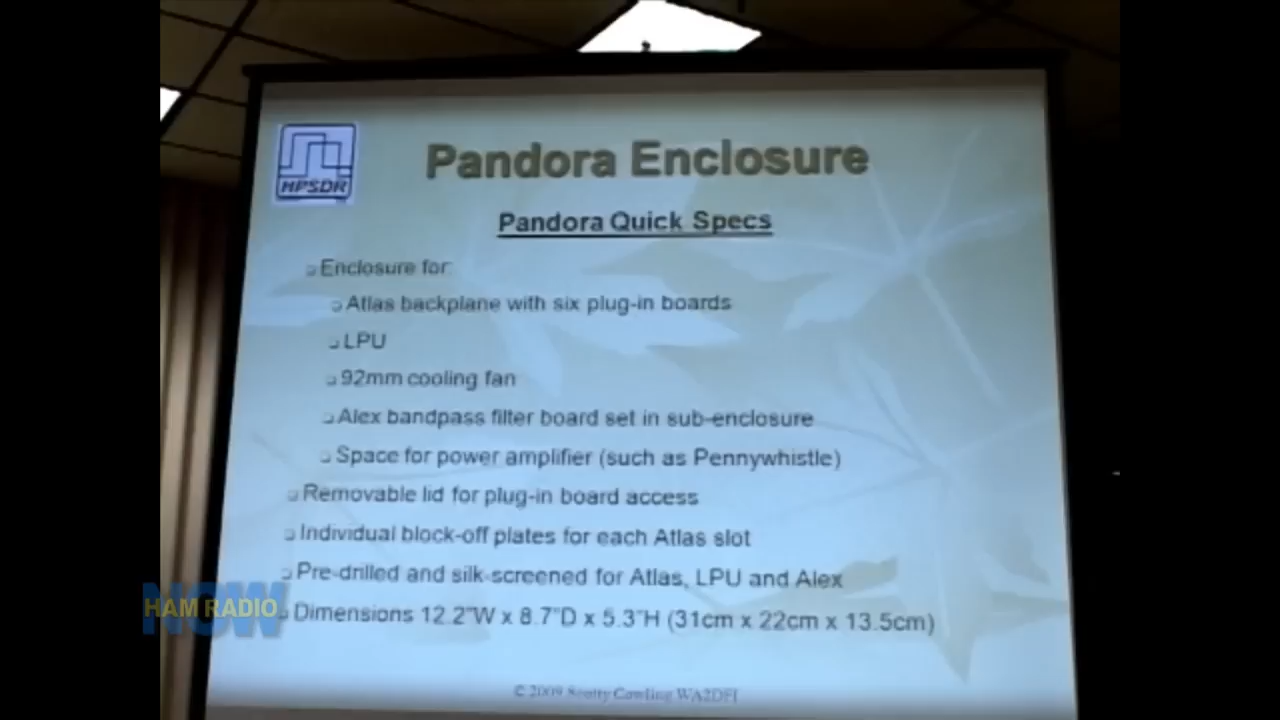 HPSDR
Pandora Enclosure
Pandora Quick Specs
Enclosure for:
Atlas backplane with six plug-in boards
LPU
92mm cooling fan
Alex bandpass filter board set in sub-enclosure
Space for power amplifier (such as Pennywhistle)
Removable lid for plug-in board access
Individual block-off plates for each Atlas slot
Pre-drilled and silk-screened for Atlas, LPU and Alex
Dimensions 12.2"W x 8.7"D x 5.3"H (31cm x 22cm x 13.5cm)
HAM RADIO
NOW
© 2009 Scotty Cowling WA2DFI